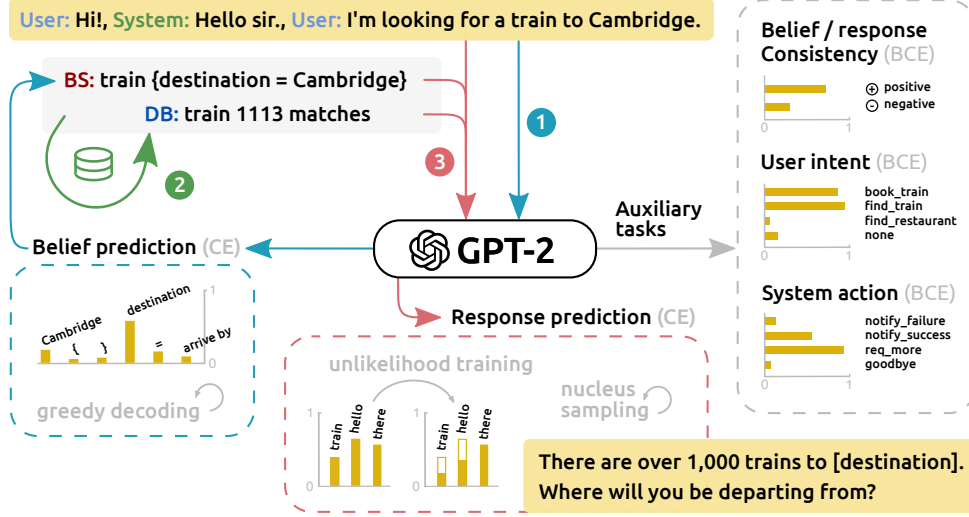 User: Hi!, System: Hello sir., User: I'm looking for a train to Cambridge.
BS: train {destination = Cambridge}
DB: train 1113 matches
1
3
2
GPT-2
Auxiliary
tasks
Belief prediction (CE)
Cambridge
{
}
destination
=
arrive by
1
0
greedy decoding
Response prediction (CE)
unlikelihood training
nucleus
sampling
1
0
train
hello
there
1
0
train
hello
there
There are over 1,000 trains to [destination].
Where will you be departing from?
Belief / response
Consistency (BCE)
+ positive
- negative
0 1
User intent (BCE)
book_train
find_train
find_restaurant
none
0 1
System action (BCE)
notify_failure
notify_success
req_more
goodbye
0 1